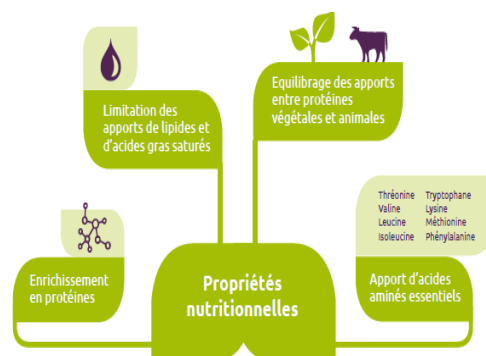 Limitation des
apports de lipides et
d'acides gras saturés
Equilibrage des apports
entre protéines
végétales et animales
Enrichissement
en protéines
Propriétés
nutritionnelles
Thréonine Tryptophane
Valine Lysine
Leucine Méthionine
Isoleucine Phénylalanine
Apport d'acides
aminés essentiels